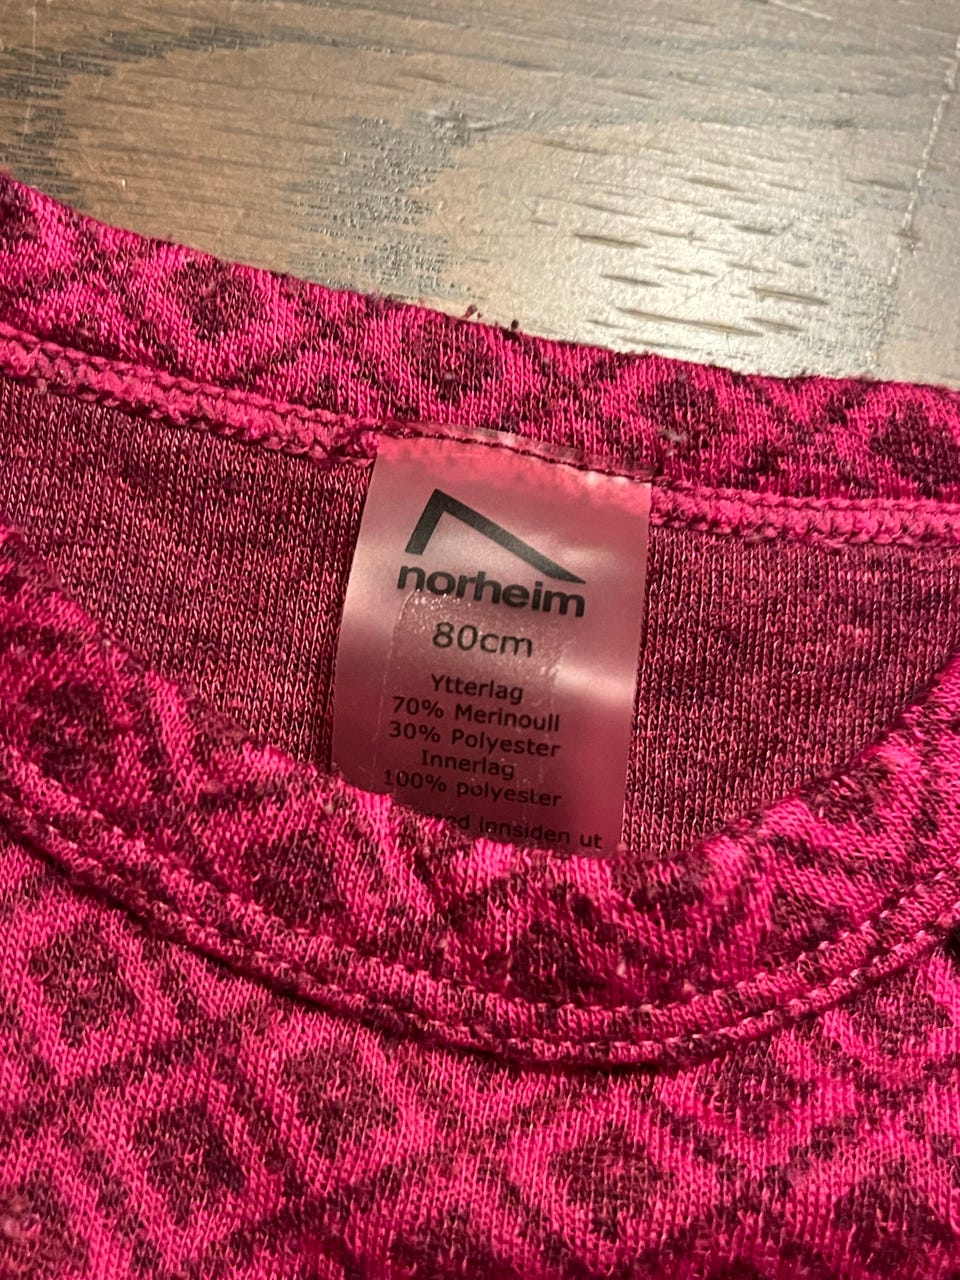 norheim
80cm
Ytterlag
70% Merinoull
30% Polyester
Innerlag
100% polyester
innsiden ut